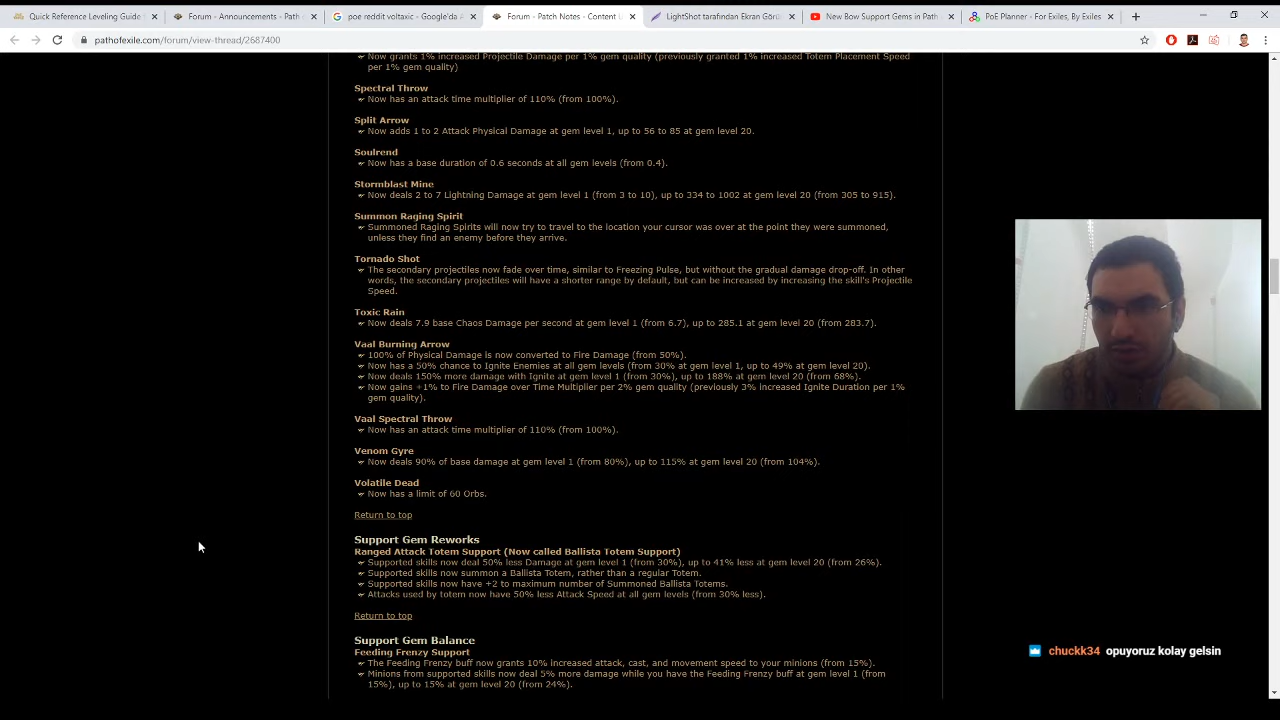 Quick Reference Leveling Guide
Forum - Announcements - Path
poe reddit voltaxic - Google'da A
Forum - Patch Notes - Content
LightShot tarafından Ekran Görü
New Bow Support Gems in Path
PoE Planner - For Exiles, By Exiles
pathofexile.com/forum/view-thread/2687400
Now grants 1% increased Projectile Damage per 1% gem quality (previously granted 1% increased Totem Placement Speed
per 1% gem quality)
Spectral Throw
Now has an attack time multiplier of 110% (from 100%).
Split Arrow
Now adds 1 to 2 Attack Physical Damage at gem level 1, up to 56 to 85 at gem level 20.
Soulrend
Now has a base duration of 0.6 seconds at all gem levels (from 0.4).
Stormblast Mine
Now deals 2 to 7 Lightning Damage at gem level 1 (from 3 to 10), up to 334 to 1002 at gem level 20 (from 305 to 915).
Summon Raging Spirit
Summoned Raging Spirits will now try to travel to the location your cursor was over at the point they were summoned,
unless they find an enemy before they arrive.
Tornado Shot
The secondary projectiles now fade over time, similar to Freezing Pulse, but without the gradual damage drop-off. In other
words, the secondary projectiles will have a shorter range by default, but can be increased by increasing the skill's Projectile
Speed.
Toxic Rain
Now deals 7.9 base Chaos Damage per second at gem level 1 (from 6.7), up to 285.1 at gem level 20 (from 283.7).
Vaal Burning Arrow
100% of Physical Damage is now converted to Fire Damage (from 50%).
Now has a 50% chance to Ignite Enemies at all gem levels (from 30% at gem level 1, up to 49% at gem level 20).
Now deals 150% more damage with Ignite at gem level 1 (from 30%), up to 188% at gem level 20 (from 68%).
Now gains +1% to Fire Damage over Time Multiplier per 2% gem quality (previously 3% increased Ignite Duration per 1%
gem quality).
Vaal Spectral Throw
Now has an attack time multiplier of 110% (from 100%).
Venom Gyre
Now deals 90% of base damage at gem level 1 (from 80%), up to 115% at gem level 20 (from 104%).
Volatile Dead
Now has a limit of 60 Orbs.
Return to top
Support Gem Reworks
Ranged Attack Totem Support (Now called Ballista Totem Support)
Supported skills now deal 50% less Damage at gem level 1 (from 30%), up to 41% less at gem level 20 (from 26%).
Supported skills now summon a Ballista Totem, rather than a regular Totem.
Supported skills now have +2 to maximum number of Summoned Ballista Totems.
Attacks used by totem now have 50% less Attack Speed at all gem levels (from 30% less).
Return to top
chuckk34 opuyoruz kolay gelsin
Support Gem Balance
Feeding Frenzy Support
The Feeding Frenzy buff now grants 10% increased attack, cast, and movement speed to your minions (from 15%).
Minions from supported skills now deal 5% more damage while you have the Feeding Frenzy buff at gem level 1 (from
15%), up to 15% at gem level 20 (from 24%).